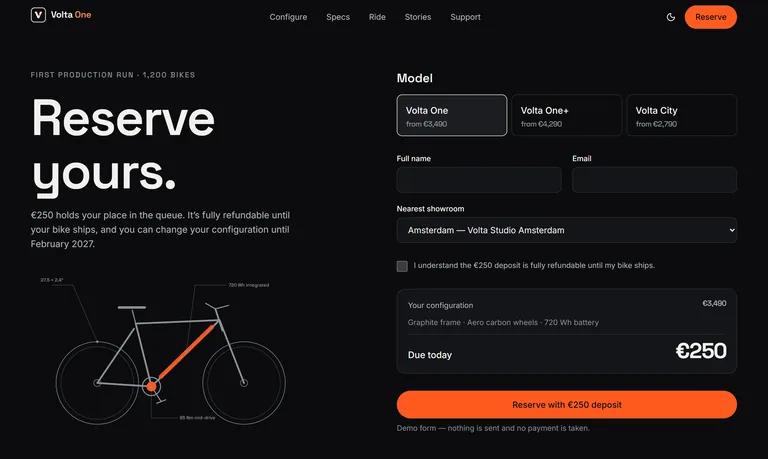 V Volta One
Configure Specs Ride Stories Support
Reserve
FIRST PRODUCTION RUN · 1,200 BIKES
Reserve
yours.
€250 holds your place in the queue. It’s fully refundable until
your bike ships, and you can change your configuration until
February 2027.
27.5 × 2.4"
720 Wh integrated
85 Nm mid-drive
Model
Volta One
from €3,490
Volta One+
from €4,290
Volta City
from €2,790
Full name
Email
Nearest showroom
Amsterdam — Volta Studio Amsterdam
I understand the €250 deposit is fully refundable until my bike ships.
Your configuration €3,490
Graphite frame · Aero carbon wheels · 720 Wh battery
Due today €250
Reserve with €250 deposit
Demo form — nothing is sent and no payment is taken.